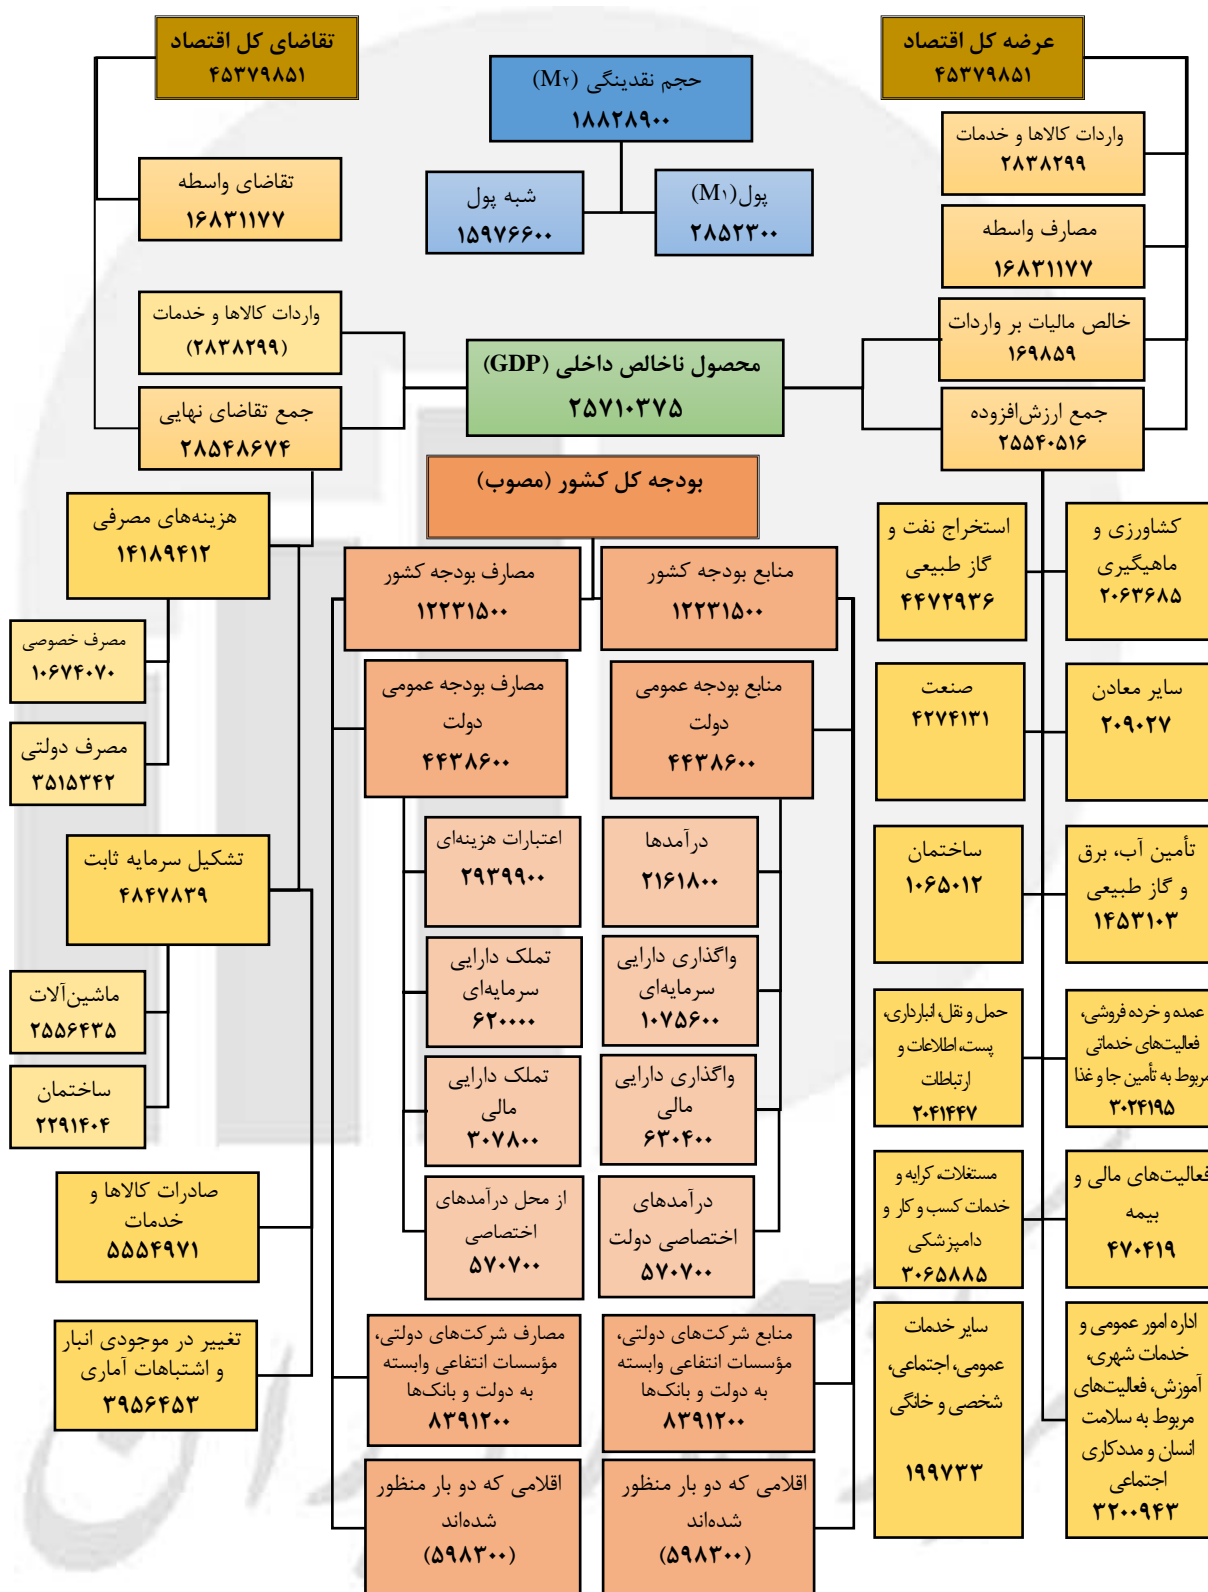 عرضه کل اقتصاد
۴۵۳۷۹۸۵۱
تقاضای کل اقتصاد
۴۵۳۷۹۸۵۱
حجم نقدینگی (M۲)
۱۸۸۲۸۹۰۰
پول(M۱)
۲۸۵۲۳۰۰
شبه پول
۱۵۹۷۶۶۰۰
واردات کالاها و خدمات
۲۸۳۸۲۹۹
مصارف واسطه
۱۶۸۳۱۱۷۷
خالص مالیات بر واردات
۱۶۹۸۵۹
جمع ارزش‌افزوده
۲۵۵۴۰۵۱۶
تقاضای واسطه
۱۶۸۳۱۱۷۷
واردات کالاها و خدمات
(۲۸۳۸۲۹۹)
جمع تقاضای نهایی
۲۸۵۴۸۶۷۴
محصول ناخالص داخلی (GDP)
۲۵۷۱۰۳۷۵
بودجه کل کشور (مصوب)
منابع بودجه کشور
۱۲۲۳۱۵۰۰
مصارف بودجه کشور
۱۲۲۳۱۵۰۰
منابع بودجه عمومی
دولت
۴۴۳۸۶۰۰
مصارف بودجه عمومی
دولت
۴۴۳۸۶۰۰
درآمدها
۲۱۶۱۸۰۰
اعتبارات هزینه‌ای
۲۹۳۹۹۰۰
واگذاری دارایی
سرمایه‌ای
۱۰۷۵۶۰۰
تملک دارایی
سرمایه‌ای
۶۲۰۰۰۰
واگذاری دارایی
مالی
۶۳۰۴۰۰
تملک دارایی
مالی
۳۰۷۸۰۰
درآمدهای
اختصاصی دولت
۵۷۰۷۰۰
از محل درآمدهای
اختصاصی
۵۷۰۷۰۰
منابع شرکت‌های دولتی،
مؤسسات انتفاعی وابسته
به دولت و بانک‌ها
۸۳۹۱۲۰۰
مصارف شرکت‌های دولتی،
مؤسسات انتفاعی وابسته
به دولت و بانک‌ها
۸۳۹۱۲۰۰
اقلامی که دو بار منظور
شده‌اند
(۵۹۸۳۰۰)
اقلامی که دو بار منظور
شده‌اند
(۵۹۸۳۰۰)
کشاورزی و
ماهیگیری
۲۰۶۳۶۸۵
استخراج نفت و
گاز طبیعی
۴۴۷۲۹۳۶
سایر معادن
۲۰۹۰۲۷
صنعت
۴۲۷۴۱۳۱
تأمین آب، برق
و گاز طبیعی
۱۴۵۳۱۰۳
ساختمان
۱۰۶۵۰۱۲
عمده و خرده فروشی،
فعالیت‌های خدماتی
مربوط به تأمین جا و غذا
۳۰۲۴۱۹۵
حمل و نقل، انبارداری،
پست، اطلاعات و
ارتباطات
۲۰۴۱۴۴۷
فعالیت‌های مالی و
بیمه
۴۷۰۴۱۹
مستغلات، کرایه و
خدمات کسب و کار و
دامپزشکی
۳۰۶۵۸۸۵
اداره امور عمومی و
خدمات شهری،
آموزش، فعالیت‌های
مربوط به سلامت
انسان و مددکاری
اجتماعی
۳۲۰۰۹۴۳
سایر خدمات
عمومی، اجتماعی،
شخصی و خانگی
۱۹۹۷۳۳
هزینه‌های مصرفی
۱۴۱۸۹۴۱۲
مصرف خصوصی
۱۰۶۷۴۰۷۰
مصرف دولتی
۳۵۱۵۳۴۲
تشکیل سرمایه ثابت
۴۸۴۷۸۳۹
ماشین‌آلات
۲۵۵۶۴۳۵
ساختمان
۲۲۹۱۴۰۴
صادرات کالاها و
خدمات
۵۵۵۴۹۷۱
تغییر در موجودی انبار
و اشتباهات آماری
۳۹۵۶۴۵۳